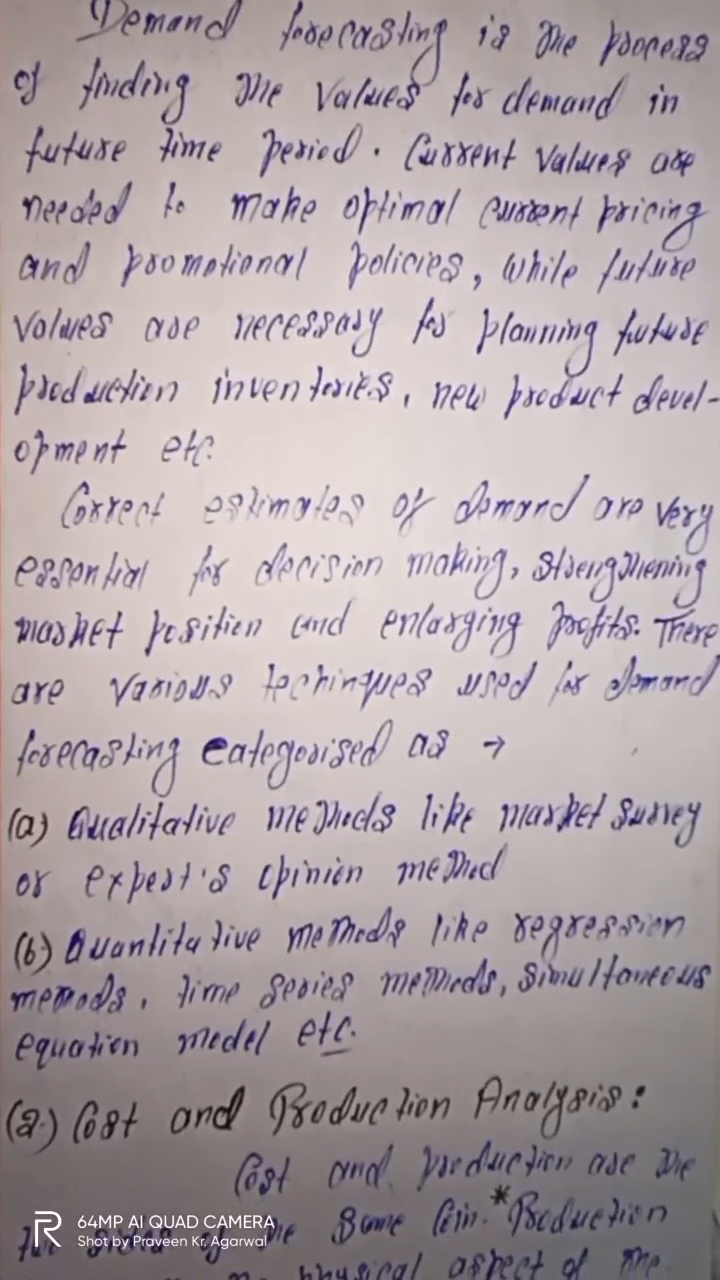 Demand forecasting is the process
of finding the values for demand in
future time period. Current values are
needed to make optimal current pricing
and promotional policies, while future
values are necessary for planning future
production inventories, new product devel-
opment etc.
Correct estimates of demand are very
essential for decision making, strengthening
market position and enlarging profits. There
are various techinques used for demand
forecasting categorised as →
(a) Qualitative methods like market survey
or expert's opinion method
(b) Quantitative methods like regression
methods, time series methods, simultaneous
equation model etc.
(2.) Cost and Production Analysis:
Cost and production are the
same Coin. *Production
physical aspect of the
64MP AI QUAD CAMERA
Shot by Praveen Kr. Agarwal